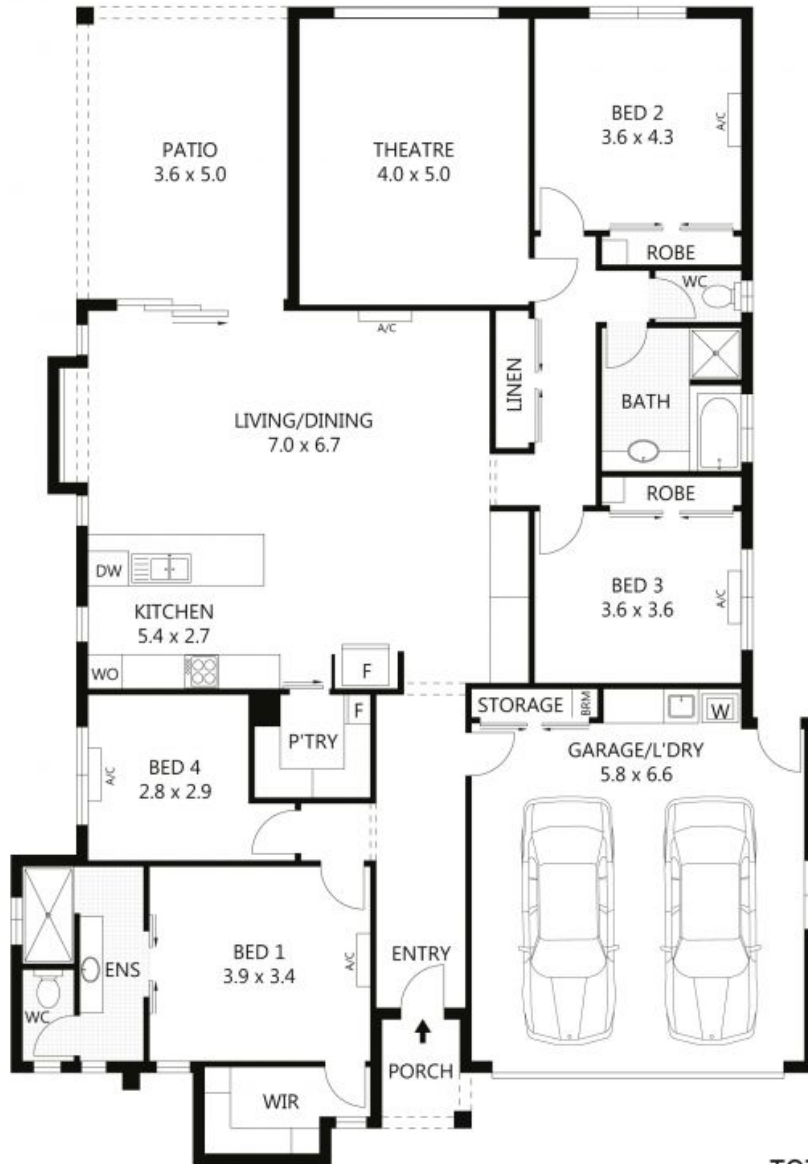 PATIO
3.6 x 5.0
THEATRE
4.0 x 5.0
BED 2
3.6 x 4.3
A/C
ROBE
WC
A/C
LINEN
BATH
LIVING/DINING
7.0 x 6.7
ROBE
DW
BED 3
3.6 x 3.6
A/C
KITCHEN
5.4 x 2.7
WO
F
STORAGE
BRM
W
F
P'TRY
GARAGE/L'DRY
5.8 x 6.6
BED 4
2.8 x 2.9
A/C
BED 1
3.9 x 3.4
A/C
ENTRY
ENS
WC
PORCH
WIR